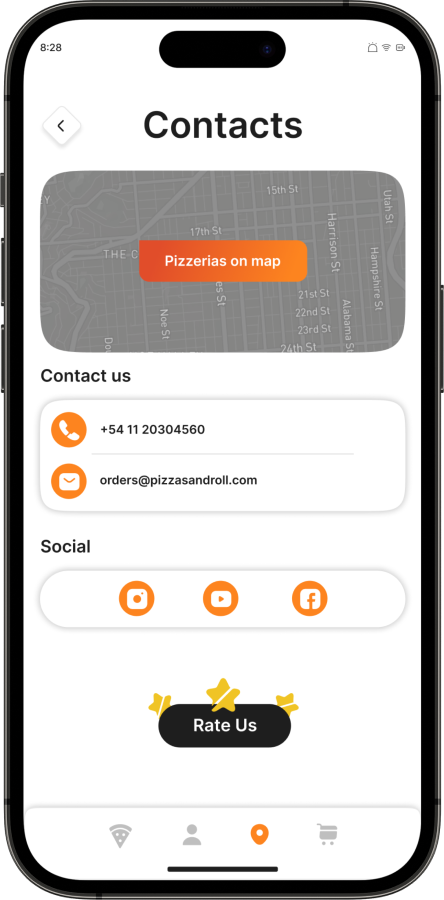 8:28
Contacts
15th St
Utah St
17th St
Harrison St
THE C
Pizzerias on map
Hampshire St
es St
21st St
22nd St
Noe St
Alabama St
23rd St
24th St
Contact us
+54 11 20304560
orders@pizzasandroll.com
Social
Rate Us